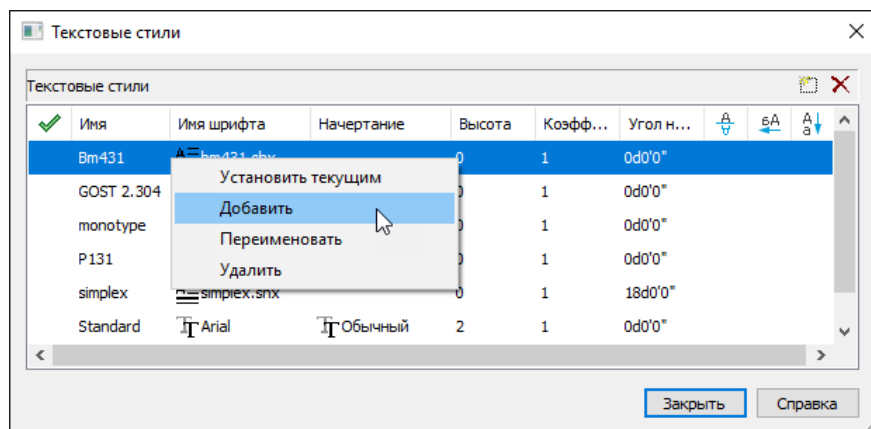 Текстовые стили
Текстовые стили
Имя Имя шрифта Начертание Высота Коэфф... Угол н...
Bm431 bm431.shx 0 1 0d0'0"
Установить текущим
GOST 2.304 0 1 0d0'0"
Добавить
monotype 0 1 0d0'0"
Переименовать
P131 0 1 0d0'0"
Удалить
simplex simplex.shx 0 1 18d0'0"
Standard Arial Обычный 2 1 0d0'0"
Закрыть Справка